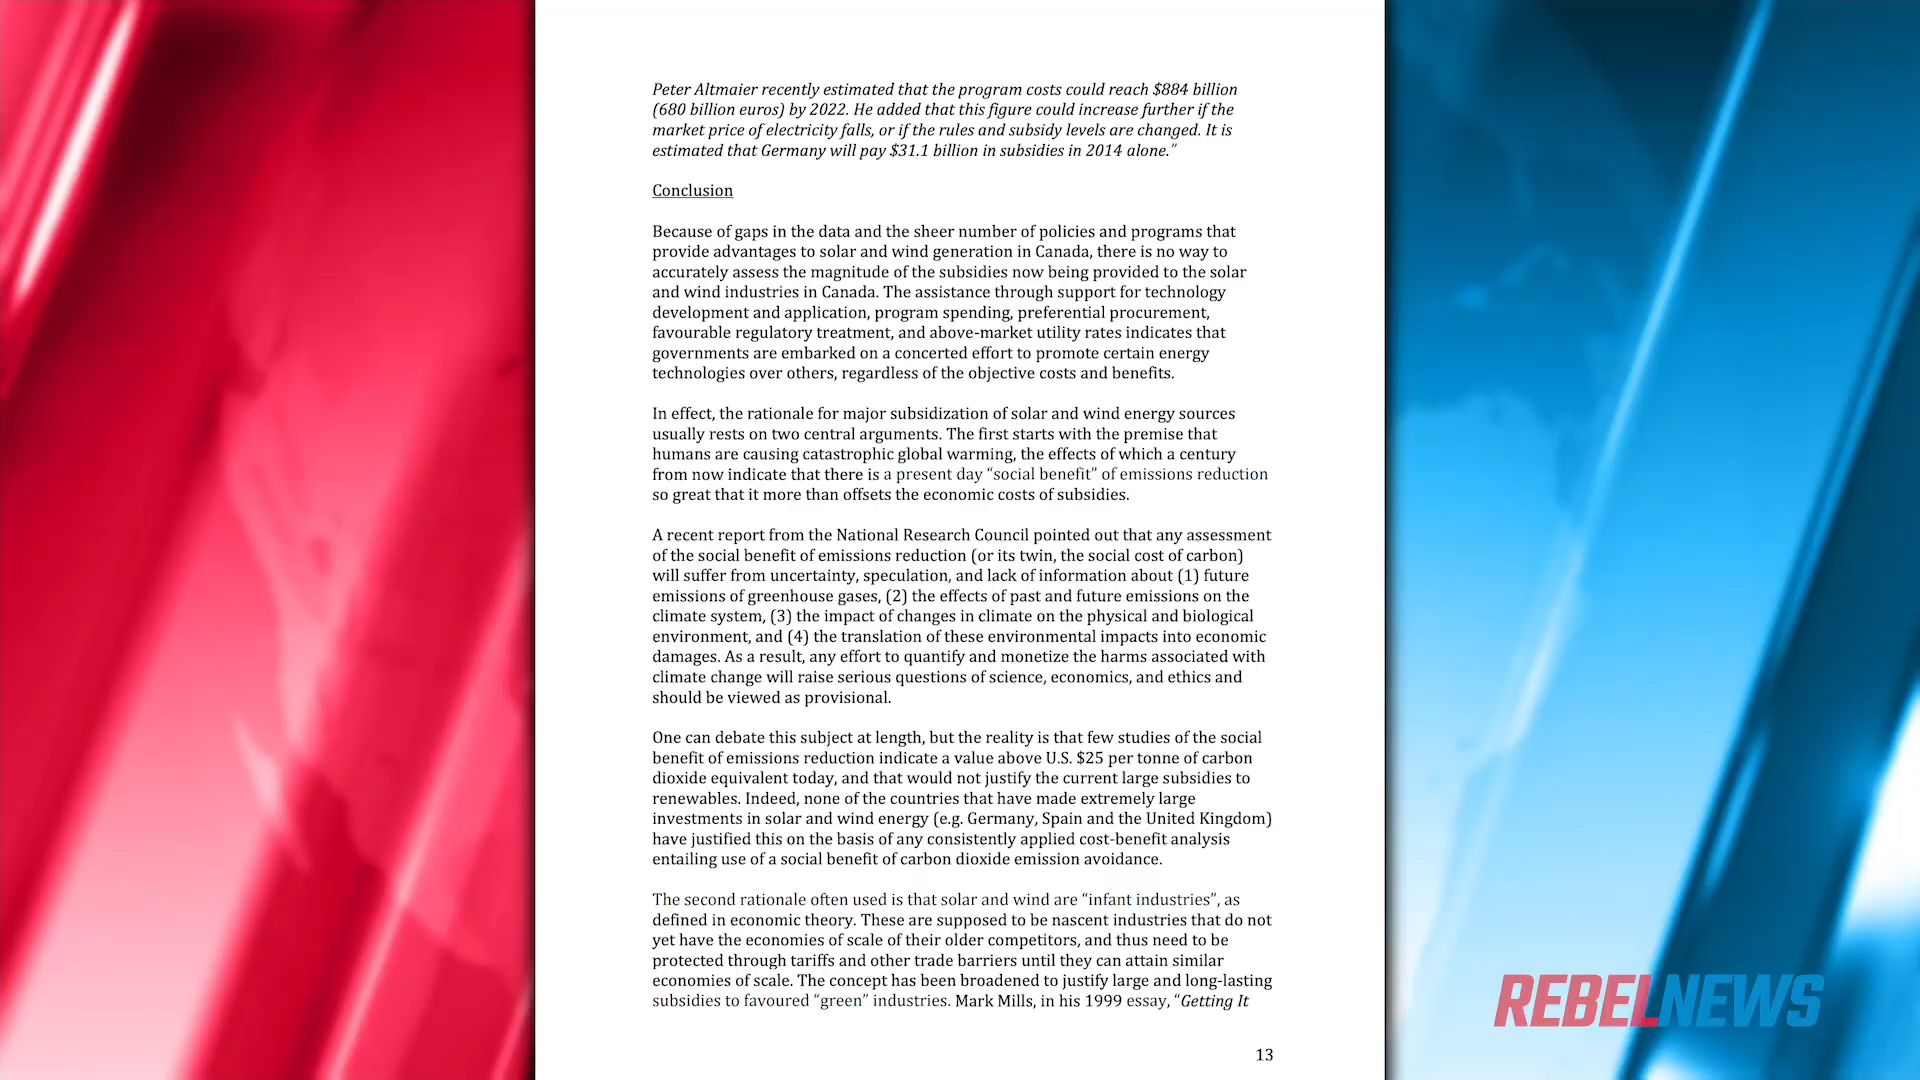 Peter Altmaier recently estimated that the program costs could reach $884 billion
(680 billion euros) by 2022. He added that this figure could increase further if the
market price of electricity falls, or if the rules and subsidy levels are changed. It is
estimated that Germany will pay $31.1 billion in subsidies in 2014 alone.”
Conclusion
Because of gaps in the data and the sheer number of policies and programs that
provide advantages to solar and wind generation in Canada, there is no way to
accurately assess the magnitude of the subsidies now being provided to the solar
and wind industries in Canada. The assistance through support for technology
development and application, program spending, preferential procurement,
favourable regulatory treatment, and above-market utility rates indicates that
governments are embarked on a concerted effort to promote certain energy
technologies over others, regardless of the objective costs and benefits.
In effect, the rationale for major subsidization of solar and wind energy sources
usually rests on two central arguments. The first starts with the premise that
humans are causing catastrophic global warming, the effects of which a century
from now indicate that there is a present day “social benefit” of emissions reduction
so great that it more than offsets the economic costs of subsidies.
A recent report from the National Research Council pointed out that any assessment
of the social benefit of emissions reduction (or its twin, the social cost of carbon)
will suffer from uncertainty, speculation, and lack of information about (1) future
emissions of greenhouse gases, (2) the effects of past and future emissions on the
climate system, (3) the impact of changes in climate on the physical and biological
environment, and (4) the translation of these environmental impacts into economic
damages. As a result, any effort to quantify and monetize the harms associated with
climate change will raise serious questions of science, economics, and ethics and
should be viewed as provisional.
One can debate this subject at length, but the reality is that few studies of the social
benefit of emissions reduction indicate a value above U.S. $25 per tonne of carbon
dioxide equivalent today, and that would not justify the current large subsidies to
renewables. Indeed, none of the countries that have made extremely large
investments in solar and wind energy (e.g. Germany, Spain and the United Kingdom)
have justified this on the basis of any consistently applied cost-benefit analysis
entailing use of a social benefit of carbon dioxide emission avoidance.
The second rationale often used is that solar and wind are “infant industries”, as
defined in economic theory. These are supposed to be nascent industries that do not
yet have the economies of scale of their older competitors, and thus need to be
protected through tariffs and other trade barriers until they can attain similar
economies of scale. The concept has been broadened to justify large and long-lasting
subsidies to favoured “green” industries. Mark Mills, in his 1999 essay, “Getting It
13
REBELNEWS